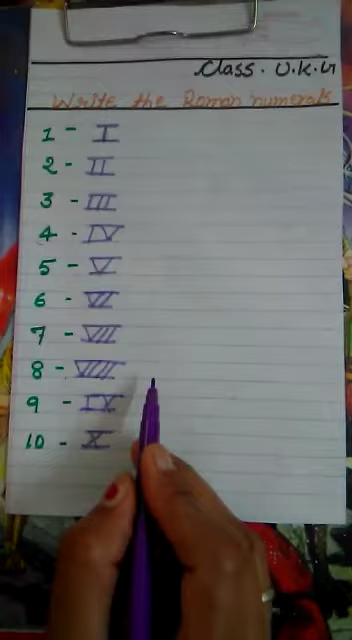 Class. U.K.G
Write the Roman numerals
1 - I
2 - II
3 - III
4 - IV
5 - V
6 - VI
7 - VII
8 - VIII
9 - IX
10 - X